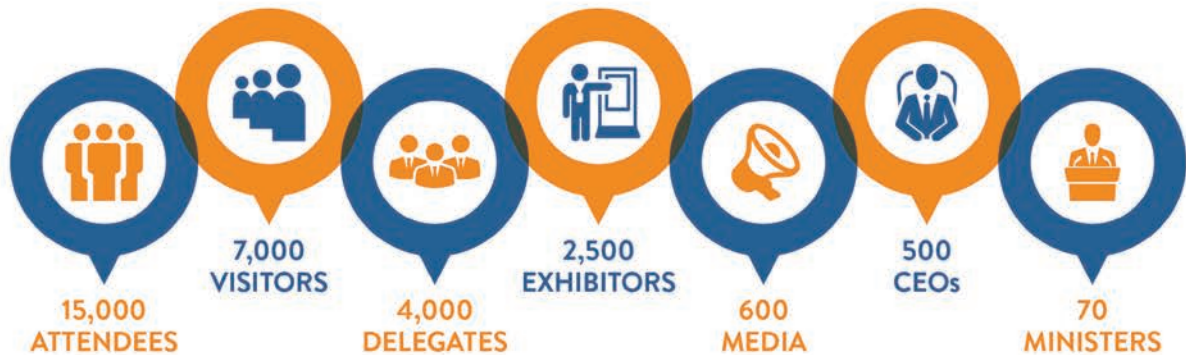 15,000
ATTENDEES
7,000
VISITORS
4,000
DELEGATES
2,500
EXHIBITORS
600
MEDIA
500
CEOs
70
MINISTERS